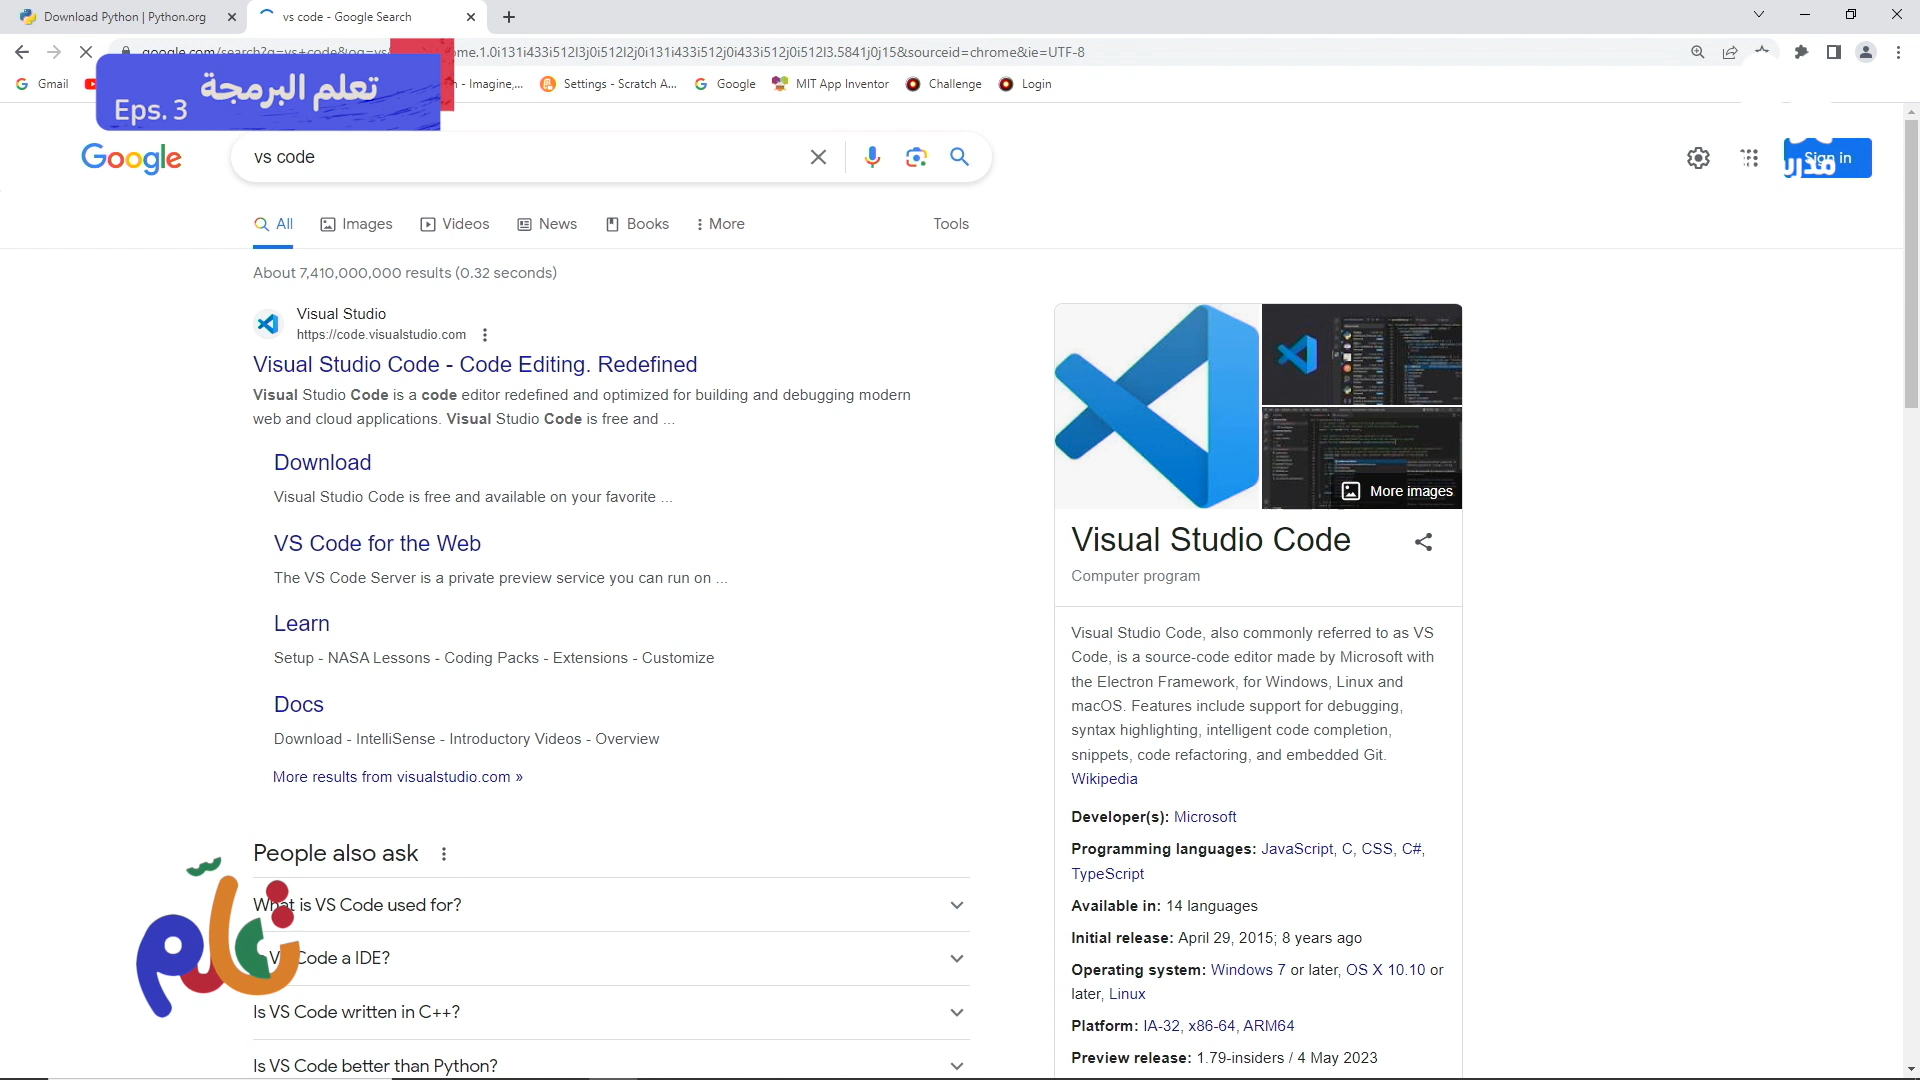 Download Python | Python.org
vs code - Google Search
google.com/search?q=vs+code&oq=vs
me.1.0i131i433i512l3j0i512l2j0i131i433i512j0i433i512j0i512l3.5841j0j15&sourceid=chrome&ie=UTF-8
Gmail
- Imagine,...
Settings - Scratch A...
Google
MIT App Inventor
Challenge
Login
تعلم البرمجة
Eps. 3
Google
vs code
Sign in
All
Images
Videos
News
Books
More
Tools
About 7,410,000,000 results (0.32 seconds)
Visual Studio
https://code.visualstudio.com
Visual Studio Code - Code Editing. Redefined
Visual Studio Code is a code editor redefined and optimized for building and debugging modern
web and cloud applications. Visual Studio Code is free and ...
Download
Visual Studio Code is free and available on your favorite ...
VS Code for the Web
The VS Code Server is a private preview service you can run on ...
Learn
Setup - NASA Lessons - Coding Packs - Extensions - Customize
Docs
Download - IntelliSense - Introductory Videos - Overview
More results from visualstudio.com »
People also ask
What is VS Code used for?
VS Code a IDE?
Is VS Code written in C++?
Is VS Code better than Python?
More images
Visual Studio Code
Computer program
Visual Studio Code, also commonly referred to as VS
Code, is a source-code editor made by Microsoft with
the Electron Framework, for Windows, Linux and
macOS. Features include support for debugging,
syntax highlighting, intelligent code completion,
snippets, code refactoring, and embedded Git.
Wikipedia
Developer(s): Microsoft
Programming languages: JavaScript, C, CSS, C#,
TypeScript
Available in: 14 languages
Initial release: April 29, 2015; 8 years ago
Operating system: Windows 7 or later, OS X 10.10 or
later, Linux
Platform: IA-32, x86-64, ARM64
Preview release: 1.79-insiders / 4 May 2023